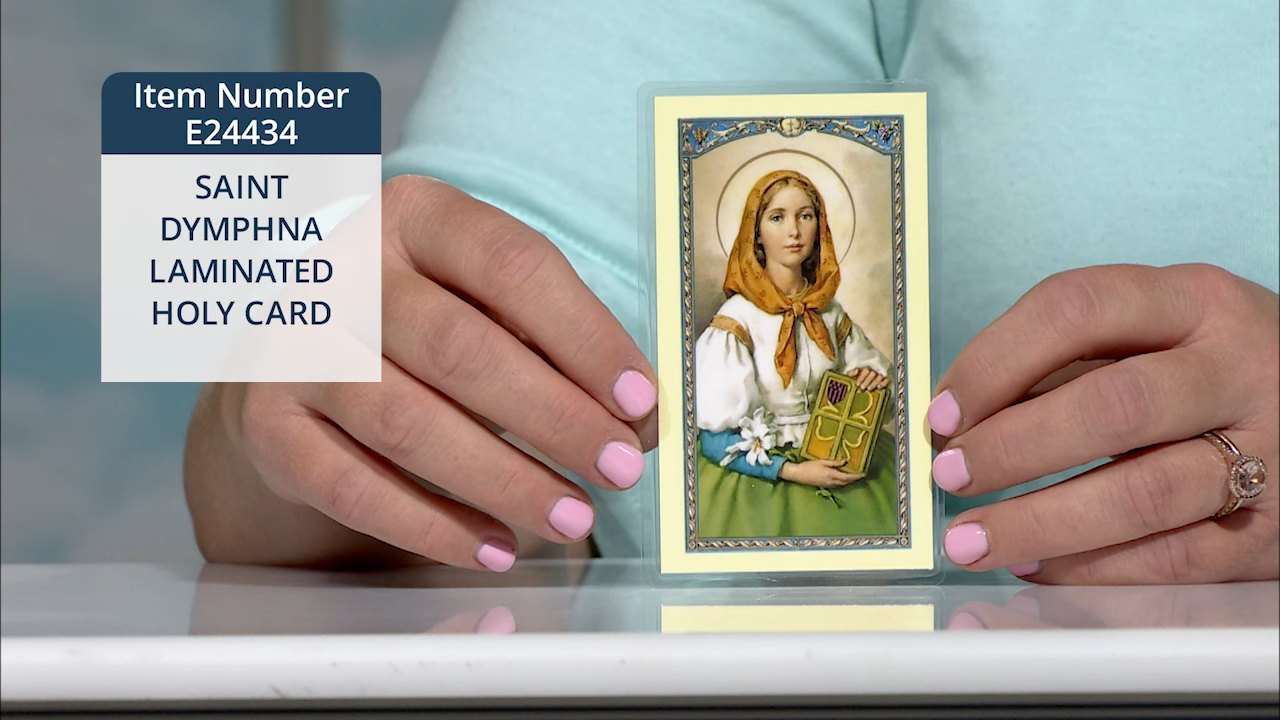 Item Number
E24434
SAINT
DYMPHNA
LAMINATED
HOLY CARD